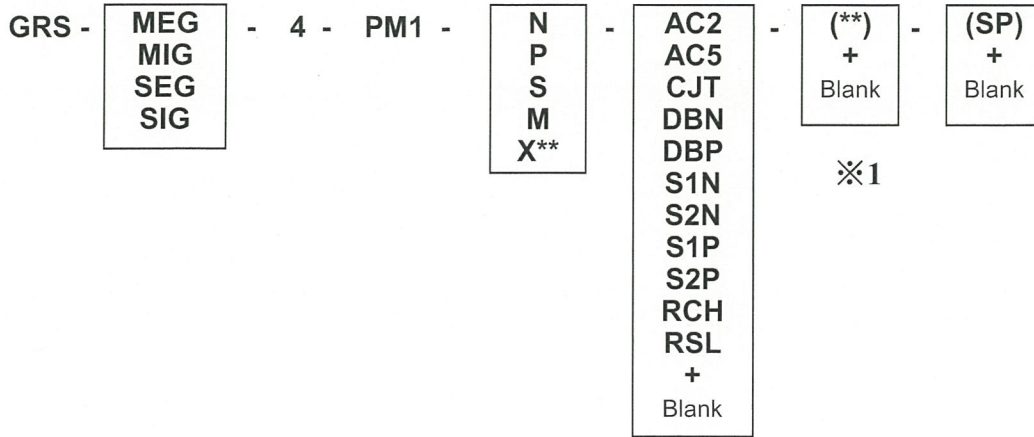 GRS - MEG - 4 - PM1 - N - AC2 - (**) - (SP)
MIG P AC5 + +
SEG S CJT Blank Blank
SIG M DBN
X** DBP
※1
S1N
S2N
S1P
S2P
RCH
RSL
+
Blank